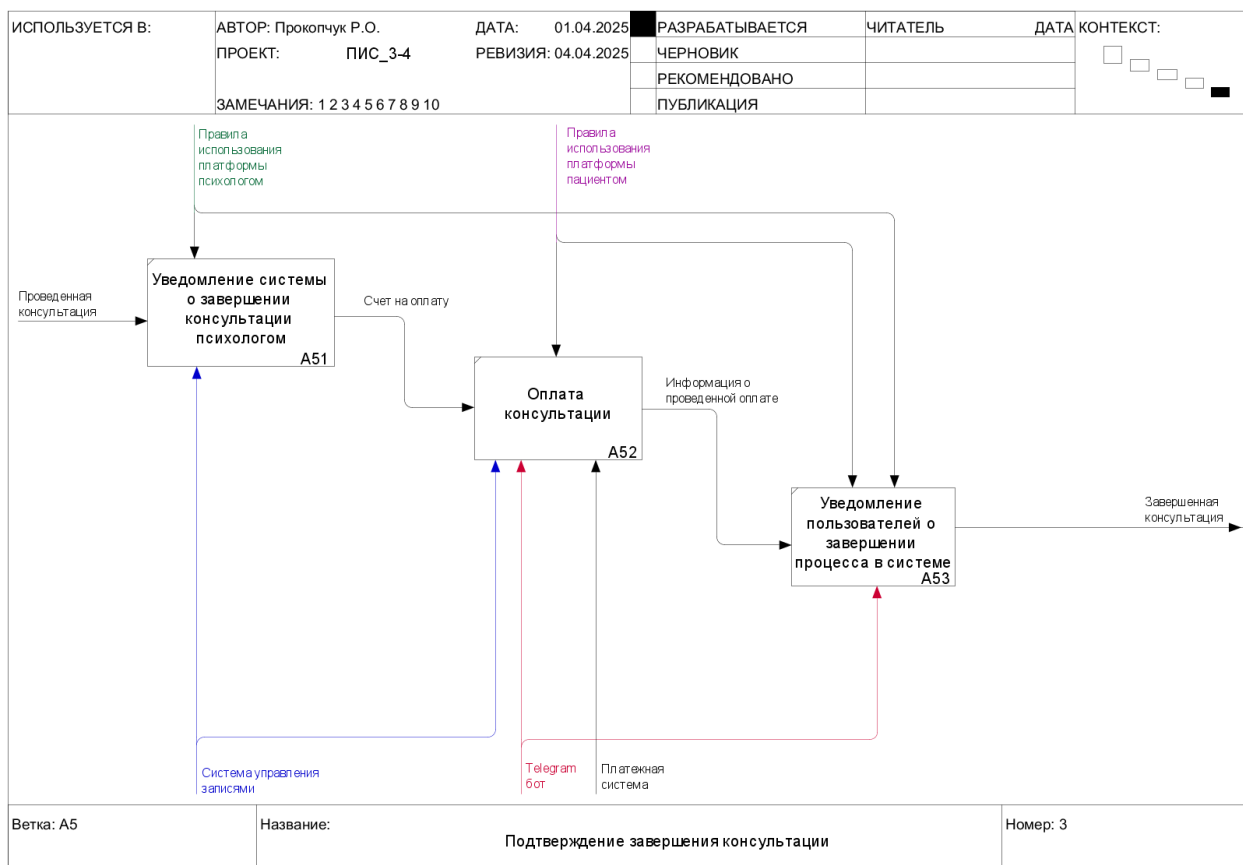 ИСПОЛЬЗУЕТСЯ В:
АВТОР: Прокопчук Р.О.
ДАТА: 01.04.2025
РАЗРАБАТЫВАЕТСЯ
ЧИТАТЕЛЬ
ДАТА
КОНТЕКСТ:
ПРОЕКТ: ПИС_3-4
РЕВИЗИЯ: 04.04.2025
ЧЕРНОВИК
РЕКОМЕНДОВАНО
ЗАМЕЧАНИЯ: 1 2 3 4 5 6 7 8 9 10
ПУБЛИКАЦИЯ
Правила
использования
платформы
психологом
Правила
использования
платформы
пациентом
Проведенная
консультация
Уведомление системы
о завершении
консультации
психологом
A51
Счет на оплату
Оплата
консультации
A52
Информация о
проведенной оплате
Уведомление
пользователей о
завершении
процесса в системе
A53
Завершенная
консультация
Система управления
записями
Telegram
бот
Платежная
система
Ветка: A5
Название:
Подтверждение завершения консультации
Номер: 3